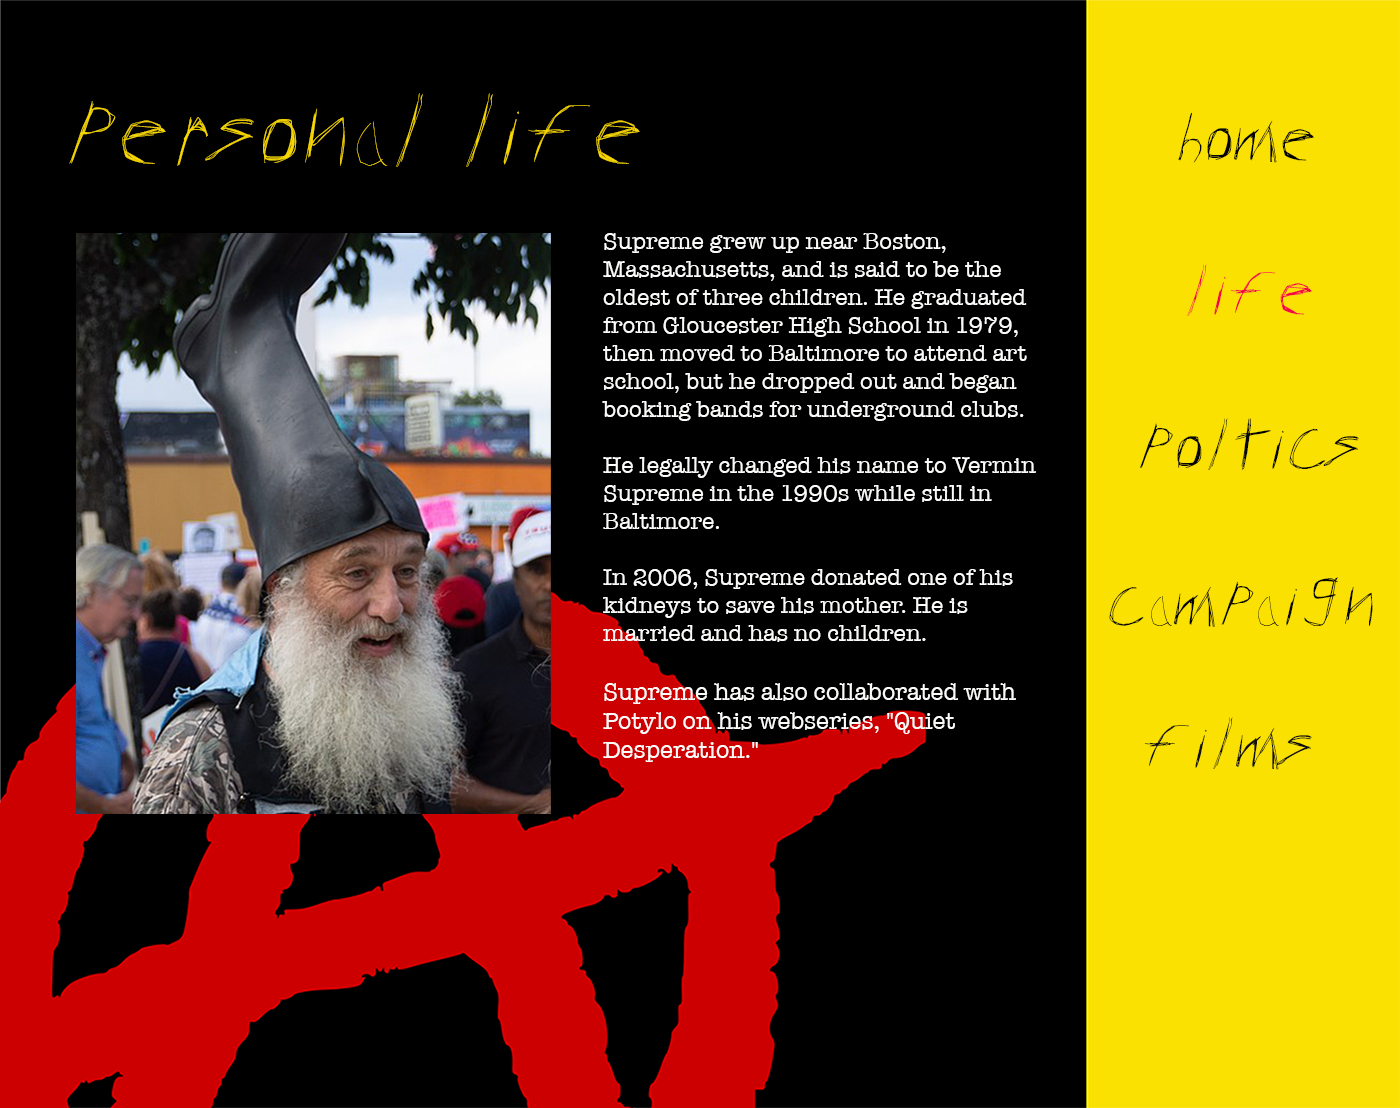 Personal life
Supreme grew up near Boston,
Massachusetts, and is said to be the
oldest of three children. He graduated
from Gloucester High School in 1979,
then moved to Baltimore to attend art
school, but he dropped out and began
booking bands for underground clubs.
He legally changed his name to Vermin
Supreme in the 1990s while still in
Baltimore.
In 2006, Supreme donated one of his
kidneys to save his mother. He is
married and has no children.
Supreme has also collaborated with
Potylo on his webseries, "Quiet
Desperation."
home
life
Poltics
campaign
films